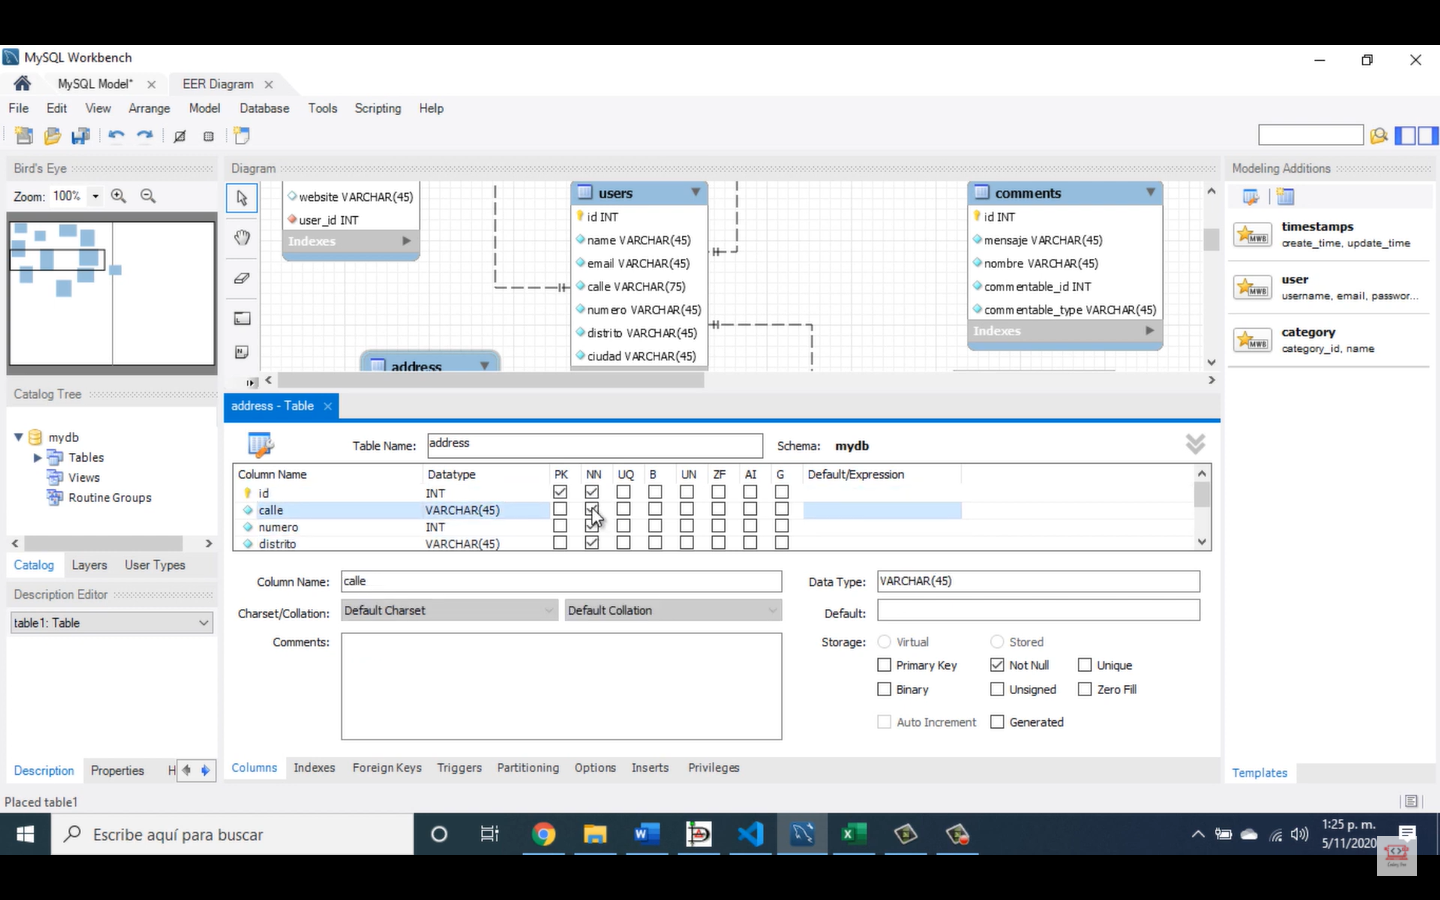 MySQL Workbench
MySQL Model*
EER Diagram
File Edit View Arrange Model Database Tools Scripting Help
Bird's Eye
Zoom: 100%
Catalog Tree
mydb
Tables
Views
Routine Groups
Catalog Layers User Types
Description Editor
table1: Table
Description Properties H
Diagram
website VARCHAR(45)
user_id INT
Indexes
users
id INT
name VARCHAR(45)
email VARCHAR(45)
calle VARCHAR(75)
numero VARCHAR(45)
distrito VARCHAR(45)
ciudad VARCHAR(45)
address
comments
id INT
mensaje VARCHAR(45)
nombre VARCHAR(45)
commentable_id INT
commentable_type VARCHAR(45)
Indexes
Modeling Additions
MWB timestamps
create_time, update_time
MWB user
username, email, passwor...
MWB category
category_id, name
Templates
address - Table
Table Name: address Schema: mydb
Column Name Datatype PK NN UQ B UN ZF AI G Default/Expression
id INT
calle VARCHAR(45)
numero INT
distrito VARCHAR(45)
Column Name: calle Data Type: VARCHAR(45)
Charset/Collation: Default Charset Default Collation Default:
Comments: Storage: Virtual Stored
Primary Key Not Null Unique
Binary Unsigned Zero Fill
Auto Increment Generated
Columns Indexes Foreign Keys Triggers Partitioning Options Inserts Privileges
Placed table1
Escribe aquí para buscar
1:25 p. m.
5/11/2020